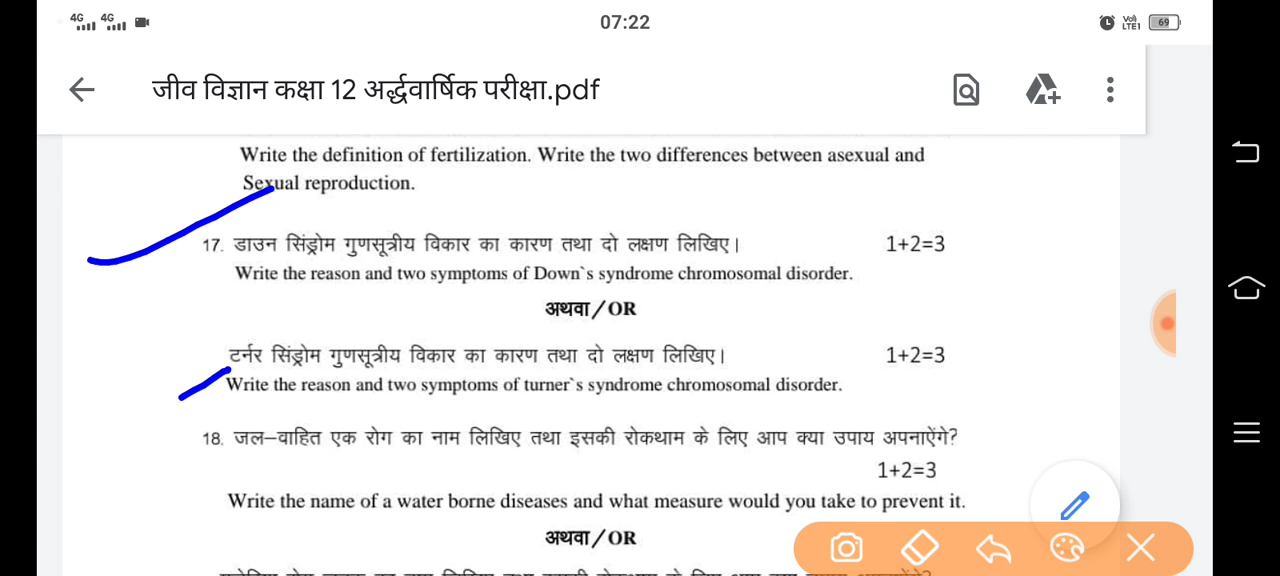 4G 4G 07:22 Vo) LTE1 69
जीव विज्ञान कक्षा 12 अर्द्धवार्षिक परीक्षा.pdf
Write the definition of fertilization. Write the two differences between asexual and
Sexual reproduction.
17. डाउन सिंड्रोम गुणसूत्रीय विकार का कारण तथा दो लक्षण लिखिए। 1+2=3
Write the reason and two symptoms of Down`s syndrome chromosomal disorder.
अथवा/OR
टर्नर सिंड्रोम गुणसूत्रीय विकार का कारण तथा दो लक्षण लिखिए। 1+2=3
Write the reason and two symptoms of turner`s syndrome chromosomal disorder.
18. जल–वाहित एक रोग का नाम लिखिए तथा इसकी रोकथाम के लिए आप क्या उपाय अपनाऐंगे?
1+2=3
Write the name of a water borne diseases and what measure would you take to prevent it.
अथवा/OR